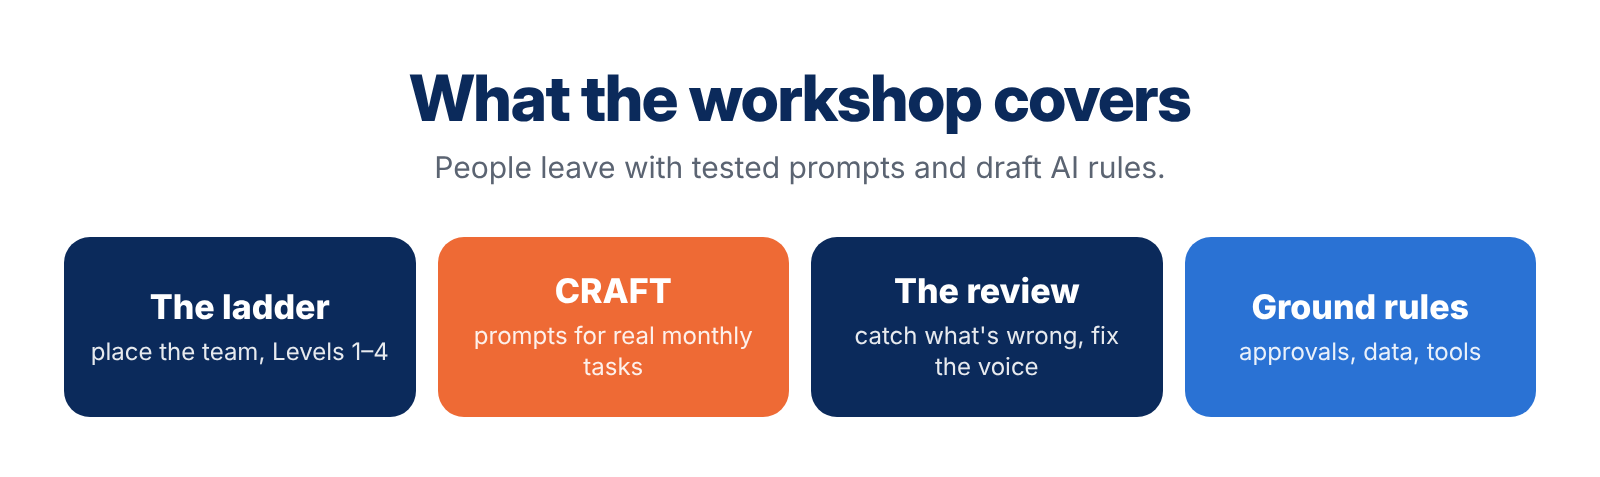 What the workshop covers
People leave with tested prompts and draft AI rules.
The ladder
place the team, Levels 1–4
CRAFT
prompts for real monthly
tasks
The review
catch what's wrong, fix
the voice
Ground rules
approvals, data, tools